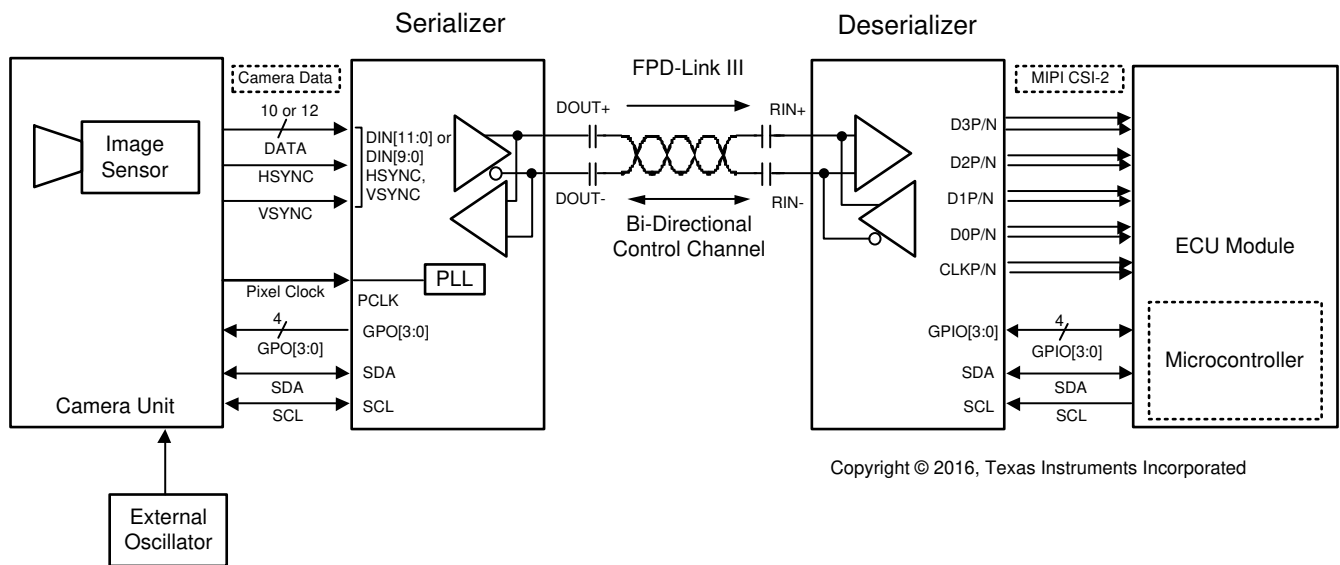 Serializer
Deserializer
Camera Data
FPD-Link III
MIPI CSI-2
10 or 12
DATA
HSYNC
VSYNC
Pixel Clock
4
GPO[3:0]
SDA
SCL
Image
Sensor
Camera Unit
External
Oscillator
DIN[11:0] or
DIN[9:0]
HSYNC,
VSYNC
PLL
PCLK
GPO[3:0]
SDA
SCL
DOUT+
DOUT-
Bi-Directional
Control Channel
RIN+
RIN-
D3P/N
D2P/N
D1P/N
D0P/N
CLKP/N
GPIO[3:0]
SDA
SCL
4
GPIO[3:0]
SDA
SCL
ECU Module
Microcontroller
Copyright © 2016, Texas Instruments Incorporated